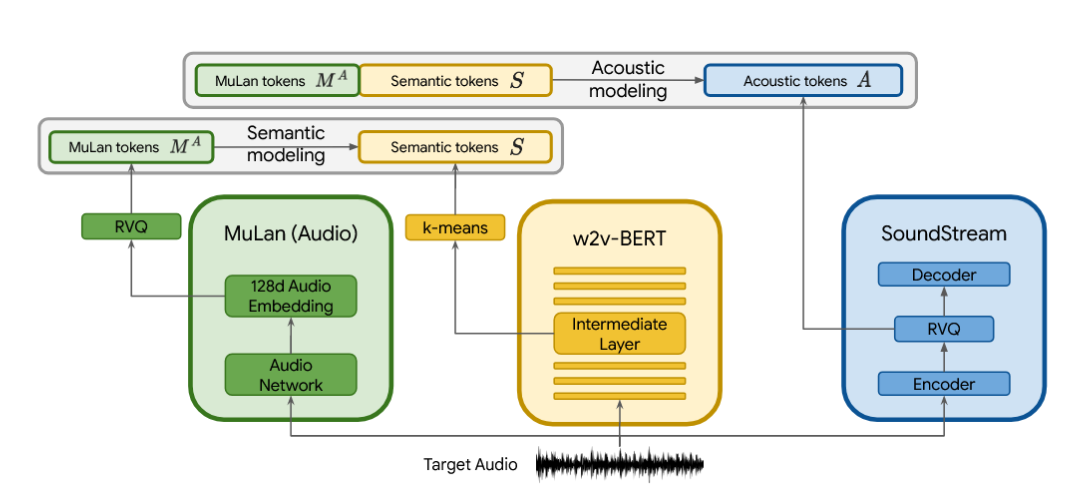 MuLan tokens M^A
Semantic tokens S
Acoustic
modeling
Acoustic tokens A
MuLan tokens M^A
Semantic
modeling
Semantic tokens S
RVQ
MuLan (Audio)
128d Audio
Embedding
Audio
Network
k-means
w2v-BERT
Intermediate
Layer
SoundStream
Decoder
RVQ
Encoder
Target Audio